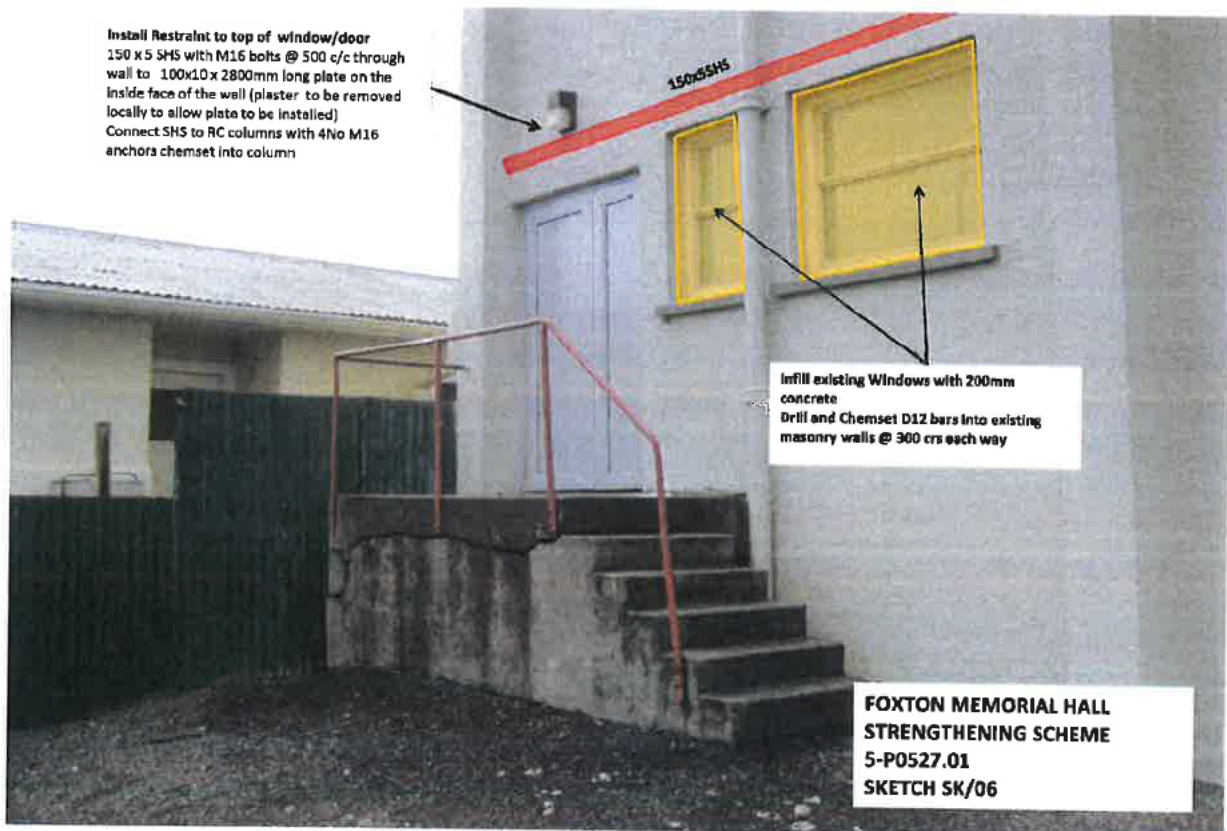 Install Restraint to top of window/door
150 x 5 SHS with M16 bolts @ 500 c/c through
wall to 100x10 x 2800mm long plate on the
inside face of the wall (plaster to be removed
locally to allow plate to be installed)
Connect SHS to RC columns with 4No M16
anchors chemset into column
150x5SHS
Infill existing Windows with 200mm
concrete
Drill and Chemset D12 bars into existing
masonry walls @ 300 crs each way
FOXTON MEMORIAL HALL
STRENGTHENING SCHEME
5-P0527.01
SKETCH SK/06